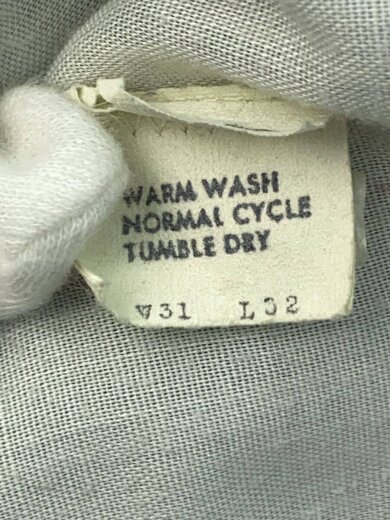 WARM WASH
NORMAL CYCLE
TUMBLE DRY
W31 L32